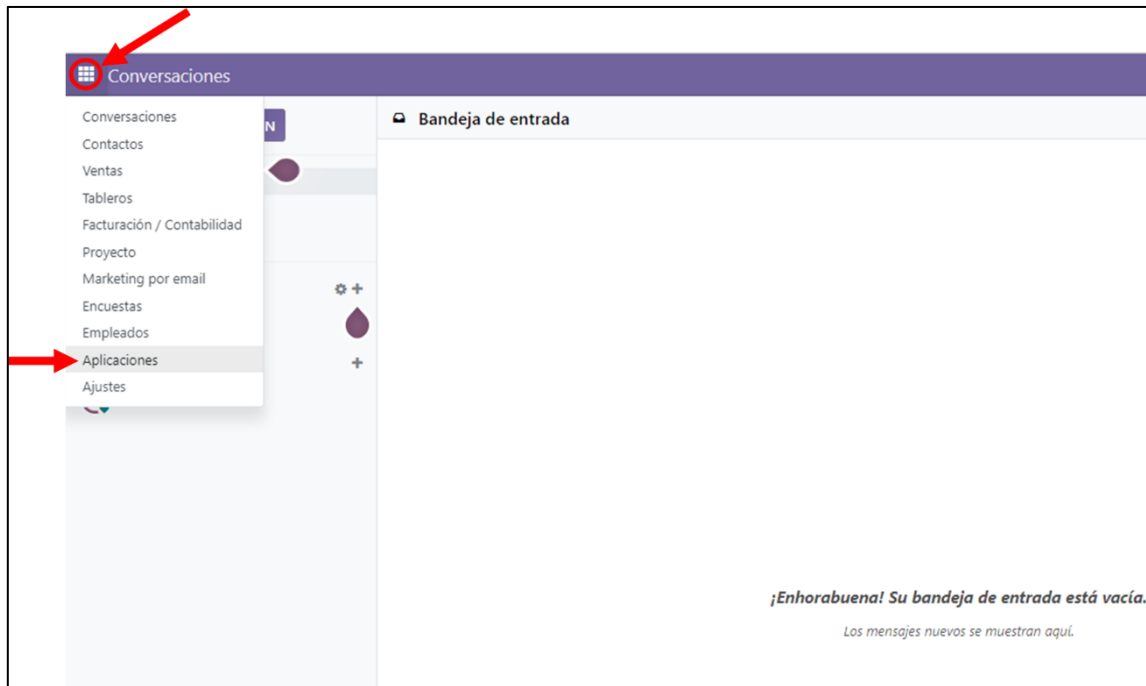 Conversaciones
Conversaciones
N
Bandeja de entrada
Contactos
Ventas
Tableros
Facturación / Contabilidad
Proyecto
Marketing por email
Encuestas
Empleados
Aplicaciones
Ajustes
¡Enhorabuena! Su bandeja de entrada está vacía.
Los mensajes nuevos se muestran aquí.